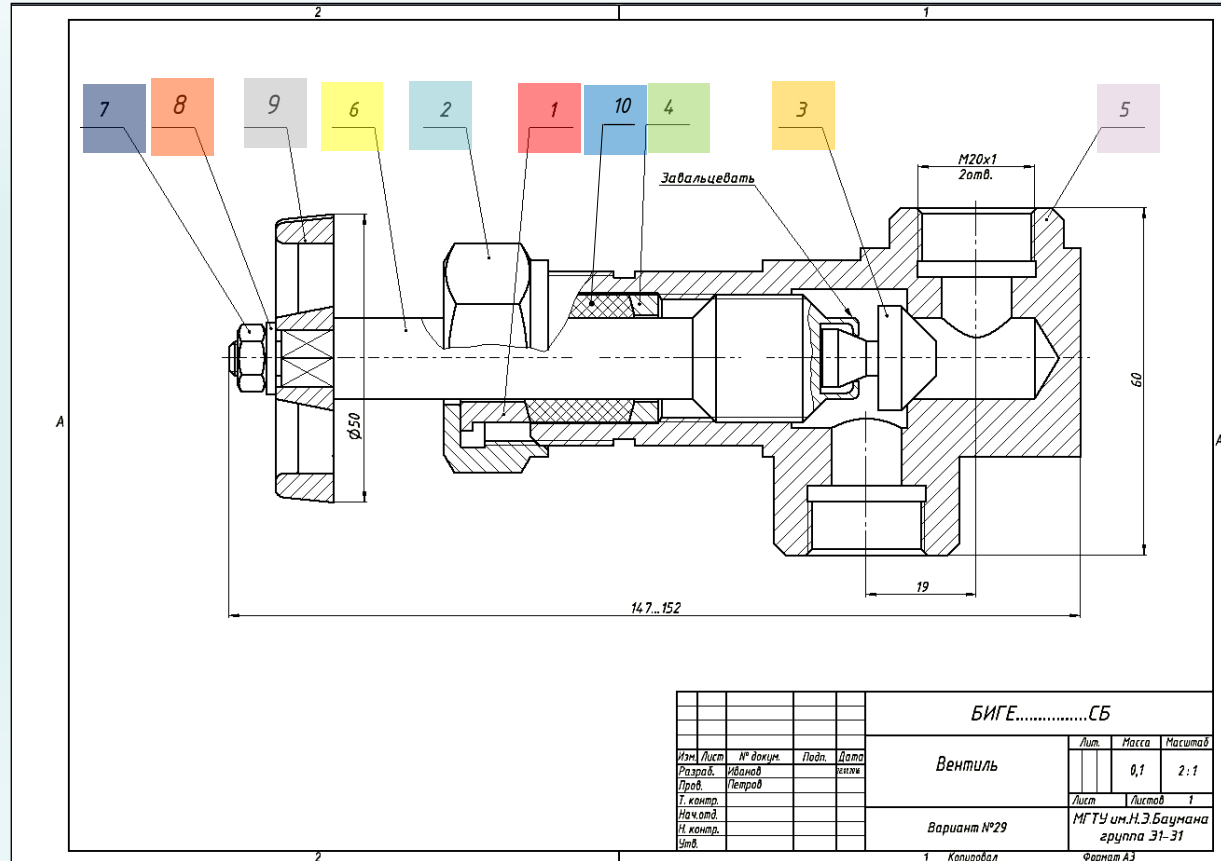 2 1
7 8 9 6 2 1 10 4 3 5
М20х1
2отв.
Завальцевать
А
А
Ø50
60
19
147...152
БИГЕ...............СБ
Изм. Лист № докум. Подп. Дата
Разраб. Иванов
Пров. Петров
Т. контр.
Нач.отд.
Н. контр.
Утв.
Вентиль
Вариант №29
Лит. Масса Масштаб
0,1 2:1
Лист Листов 1
МГТУ им.Н.Э.Баумана
группа Э1-31
2 1 Копировал Формат А3